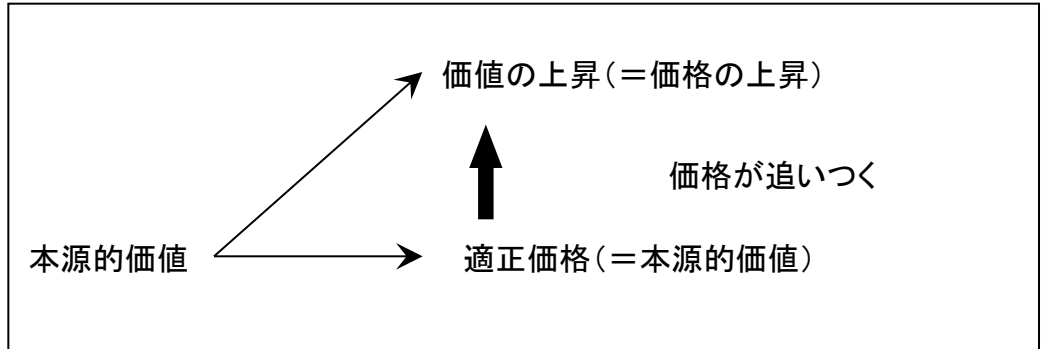 価値の上昇（＝価格の上昇）
価格が追いつく
本源的価値
適正価格（＝本源的価値）